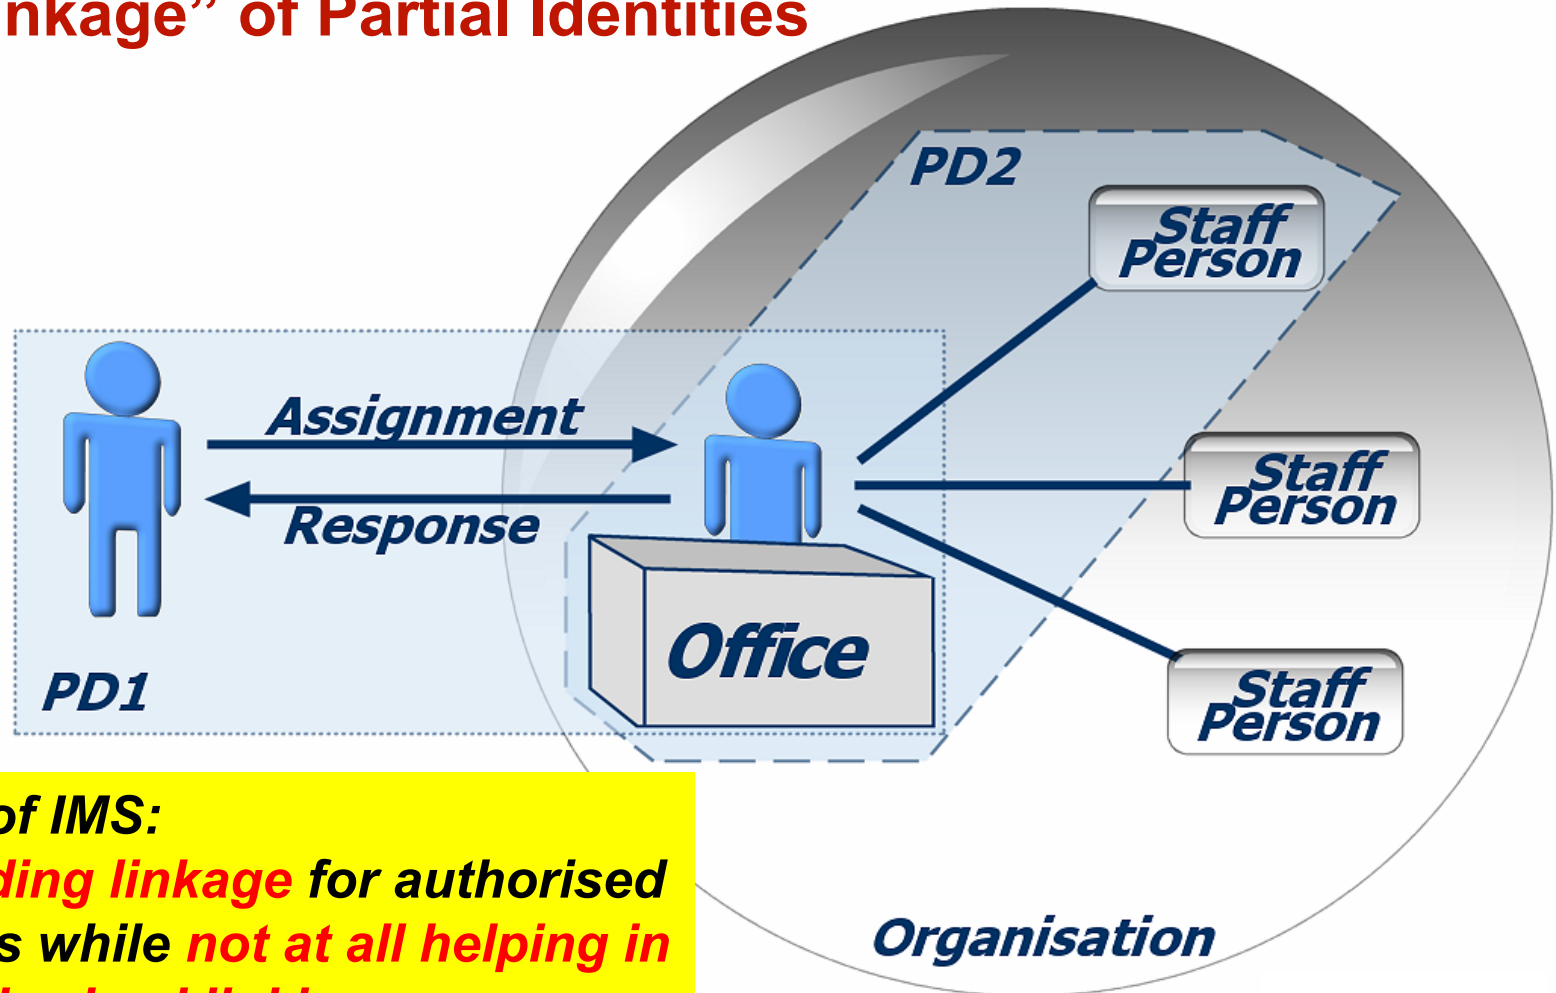 nkage” of Partial Identities
PD2
Staff
Person
Assignment
Response
Staff
Person
Office
PD1
Staff
Person
of IMS:
ding linkage for authorised
s while not at all helping in
Organisation